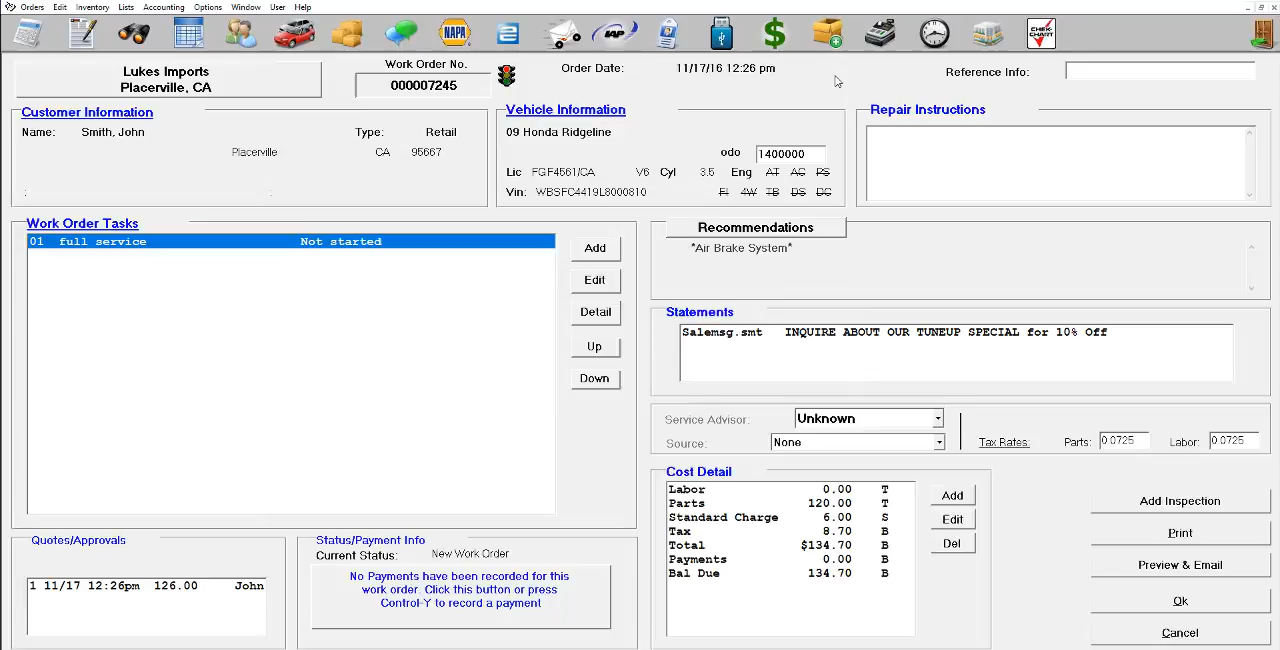 Orders Edit Inventory Lists Accounting Options Window User Help
NAPA
IAP
CHEK CHART
Lukes Imports
Placerville, CA
Work Order No.
000007245
Order Date: 11/17/16 12:26 pm
Reference Info:
Customer Information
Name: Smith, John Type: Retail
Placerville CA 95667
: :
Vehicle Information
09 Honda Ridgeline
odo 1400000
Lic FGF4561/CA V6 Cyl 3.5 Eng AT AC PS
Vin: WBSFC4419L8000810 FI 4W TB DS DC
Repair Instructions
Work Order Tasks
01 full service Not started
Add
Edit
Detail
Up
Down
Recommendations
*Air Brake System*
Statements
Salemsg.smt INQUIRE ABOUT OUR TUNEUP SPECIAL for 10% Off
Service Advisor: Unknown
Source: None
Tax Rates: Parts: 0.0725 Labor: 0.0725
Cost Detail
Labor 0.00 T
Parts 120.00 T
Standard Charge 6.00 S
Tax 8.70 B
Total $134.70 B
Payments 0.00 B
Bal Due 134.70 B
Add
Edit
Del
Add Inspection
Print
Preview & Email
Ok
Cancel
Quotes/Approvals
1 11/17 12:26pm 126.00 John
Status/Payment Info
Current Status: New Work Order
No Payments have been recorded for this
work order. Click this button or press
Control-Y to record a payment